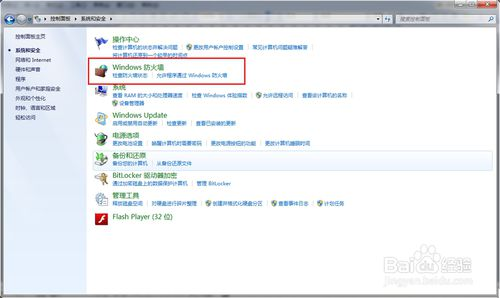 控制面板 ▸ 系统和安全 ▸
搜索控制面板
控制面板主页
系统和安全
网络和 Internet
硬件和声音
程序
用户帐户和家庭安全
外观和个性化
时钟、语言和区域
轻松访问
操作中心
检查计算机的状态并解决问题 更改用户帐户控制设置 常见计算机问题疑难解答
将计算机还原到一个较早的时间点
Windows 防火墙
检查防火墙状态 允许程序通过 Windows 防火墙
系统
查看 RAM 的大小和处理器速度 检查 Windows 体验指数 允许远程访问 查看该计算机的名称
设备管理器
Windows Update
启用或禁用自动更新 检查更新 查看已安装的更新
电源选项
更改电池设置 唤醒计算机时需要密码 更改电源按钮的功能 更改计算机睡眠时间
备份和还原
备份您的计算机 从备份还原文件
BitLocker 驱动器加密
通过加密磁盘上的数据保护计算机 管理 BitLocker
管理工具
释放磁盘空间 对硬盘进行碎片整理 创建并格式化硬盘分区 查看事件日志 计划任务
Flash Player (32 位)
Baidu 经验
jingyan.baidu.com